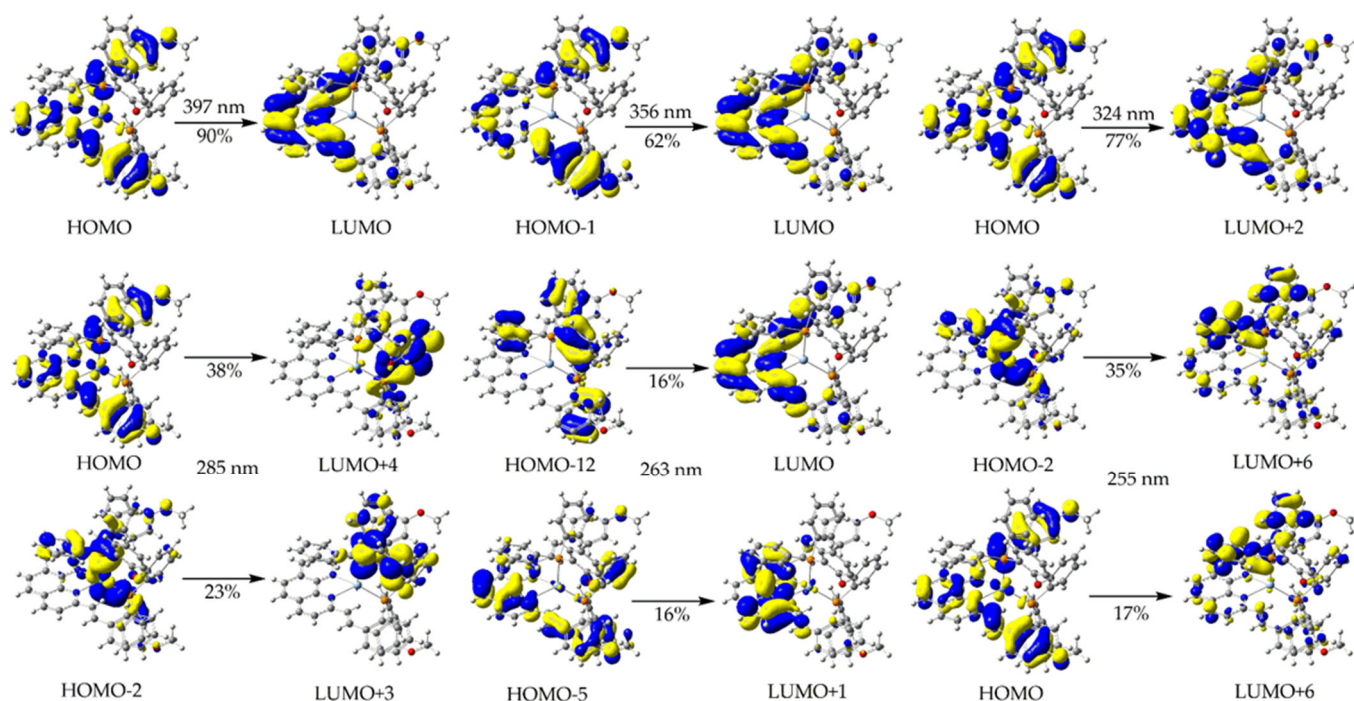 397 nm
90%
356 nm
62%
324 nm
77%
HOMO
LUMO
HOMO-1
LUMO
HOMO
LUMO+2
38%
16%
35%
HOMO
LUMO+4
HOMO-12
LUMO
HOMO-2
LUMO+6
285 nm
263 nm
255 nm
23%
16%
17%
HOMO-2
LUMO+3
HOMO-5
LUMO+1
HOMO
LUMO+6